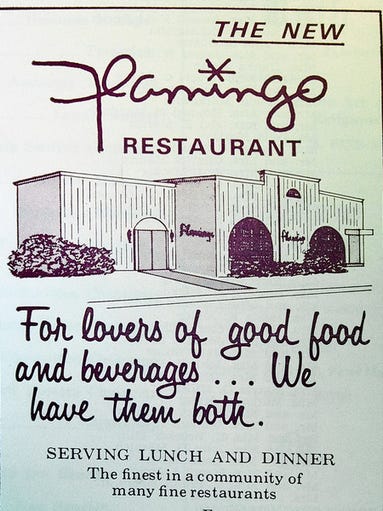 THE NEW
Flamingo
RESTAURANT
Flamingo
Flamingo
For lovers of good food
and beverages ... We
have them both.
SERVING LUNCH AND DINNER
The finest in a community of
many fine restaurants